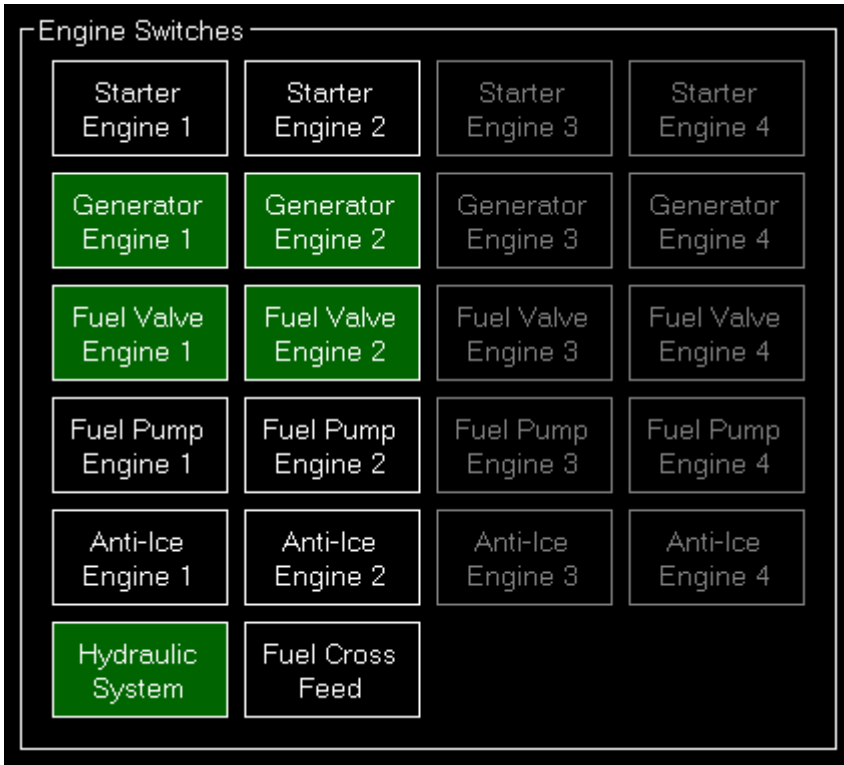 Engine Switches
Starter
Engine 1
Starter
Engine 2
Starter
Engine 3
Starter
Engine 4
Generator
Engine 1
Generator
Engine 2
Generator
Engine 3
Generator
Engine 4
Fuel Valve
Engine 1
Fuel Valve
Engine 2
Fuel Valve
Engine 3
Fuel Valve
Engine 4
Fuel Pump
Engine 1
Fuel Pump
Engine 2
Fuel Pump
Engine 3
Fuel Pump
Engine 4
Anti-Ice
Engine 1
Anti-Ice
Engine 2
Anti-Ice
Engine 3
Anti-Ice
Engine 4
Hydraulic
System
Fuel Cross
Feed